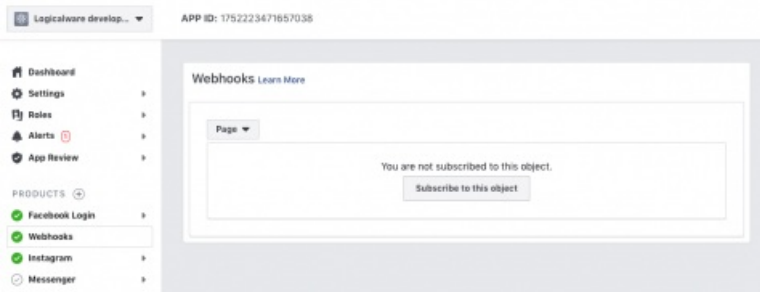 Logicalware develop...
APP ID: 1752223471657038
Dashboard
Settings
Roles
Alerts
App Review
PRODUCTS
Facebook Login
Webhooks
Instagram
Messenger
Webhooks Learn More
Page
You are not subscribed to this object.
Subscribe to this object